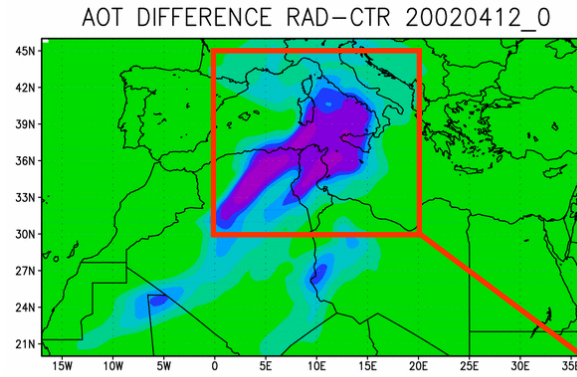 AOT DIFFERENCE RAD-CTR 20020412_0
45N
42N
39N
36N
33N
30N
27N
24N
21N
15W 10W 5W 0 5E 10E 15E 20E 25E 30E 35E